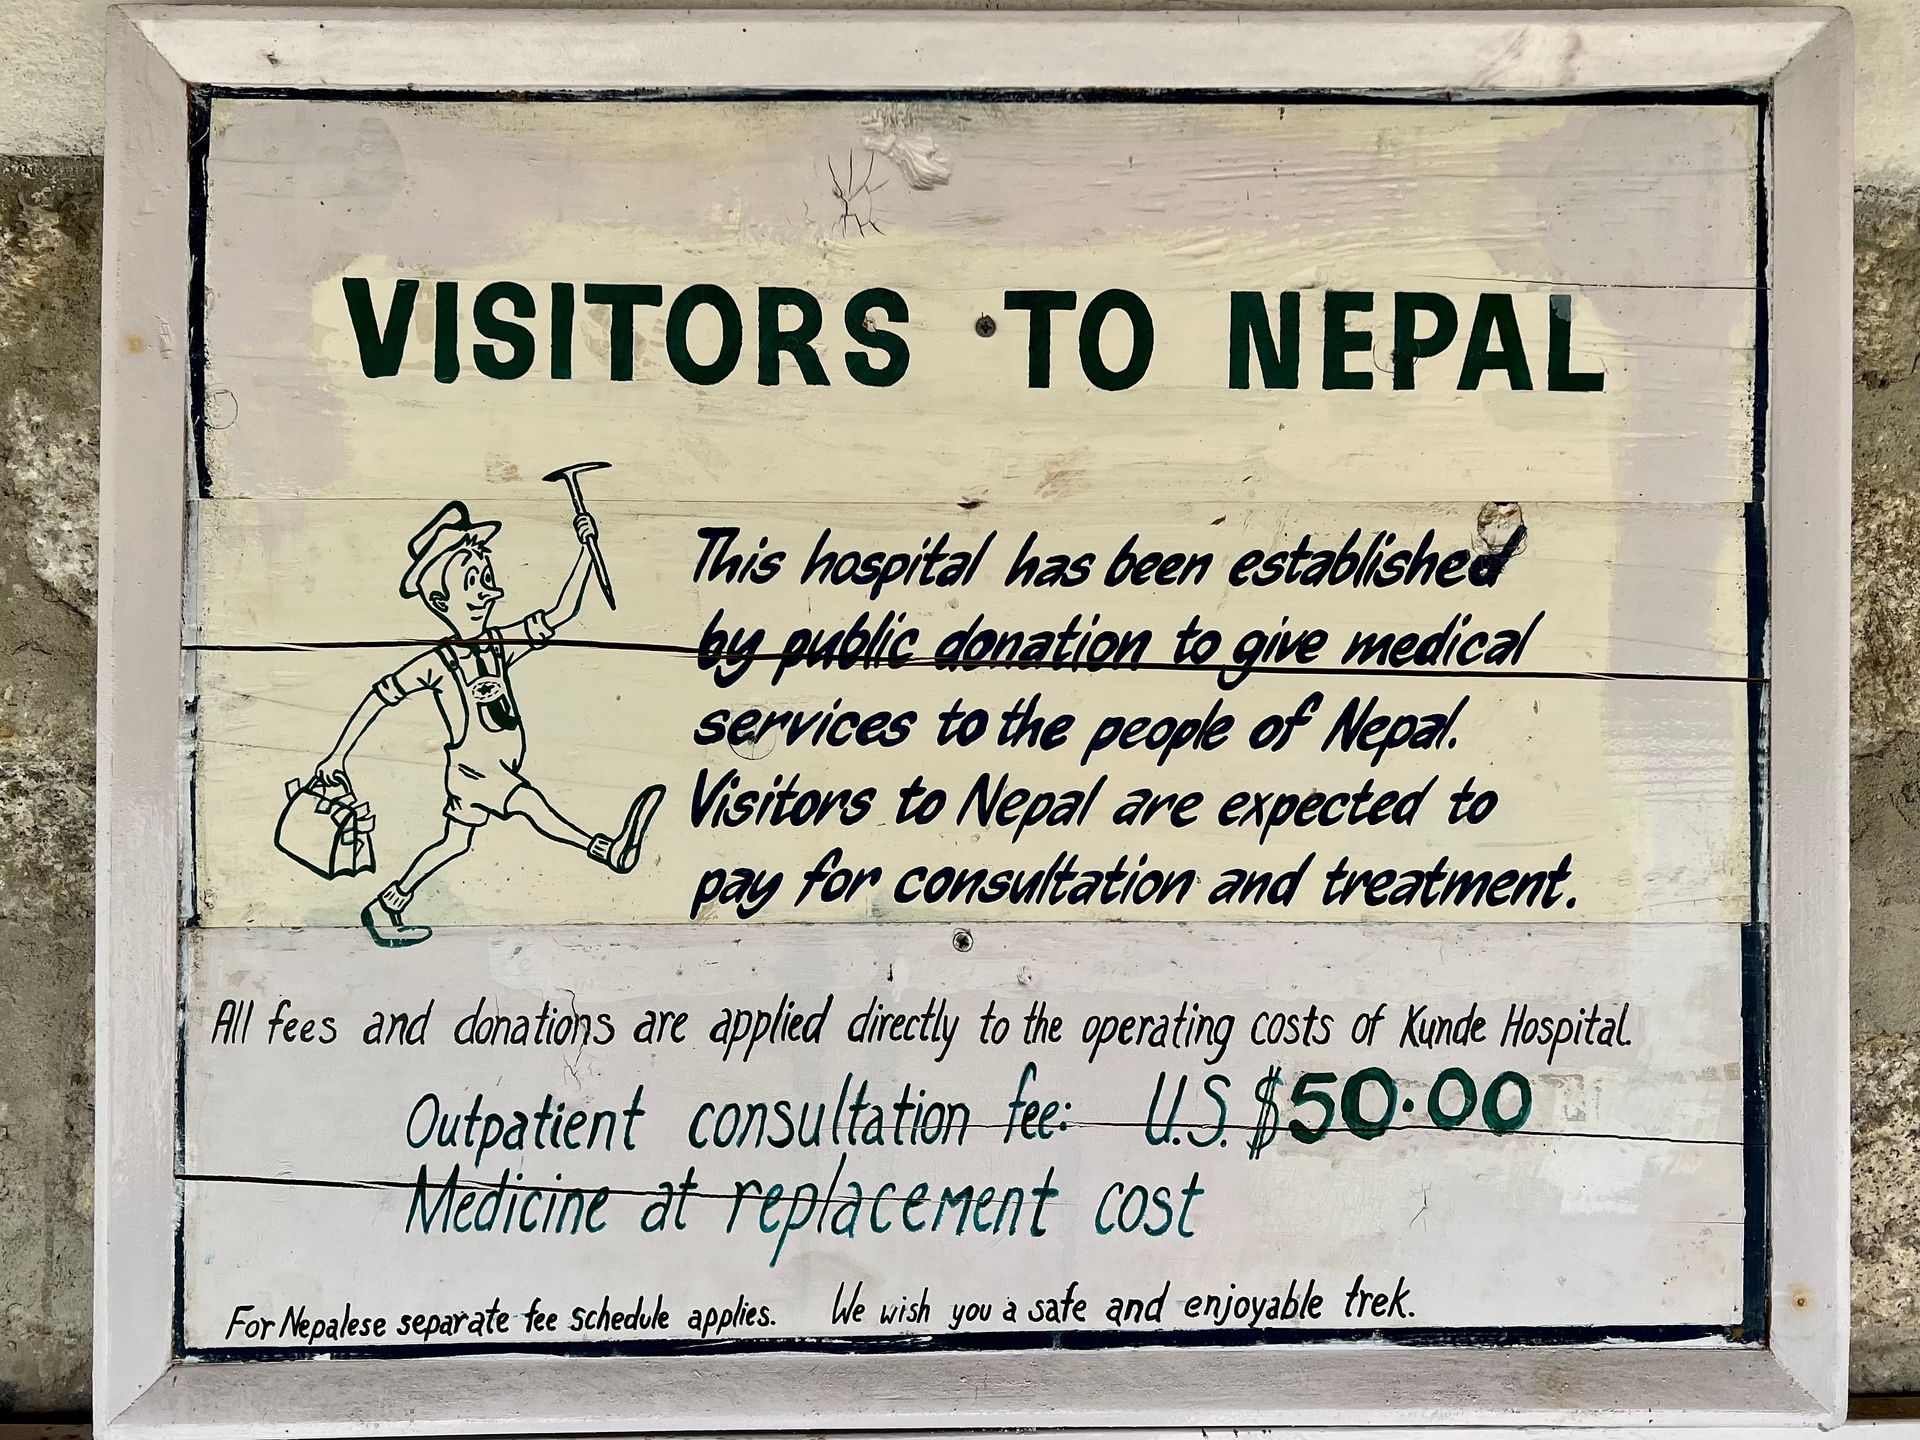 VISITORS TO NEPAL
This hospital has been established
by public donation to give medical
services to the people of Nepal.
Visitors to Nepal are expected to
pay for consultation and treatment.
All fees and donations are applied directly to the operating costs of Kunde Hospital.
Outpatient consultation fee: U.S. $50.00
Medicine at replacement cost
For Nepalese separate fee schedule applies. We wish you a safe and enjoyable trek.